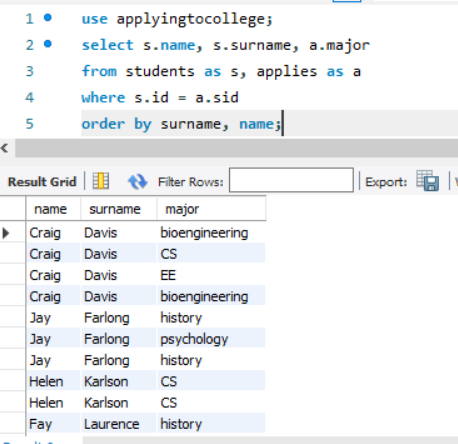 1 use applyingtocollege;
2 select s.name, s.surname, a.major
3 from students as s, applies as a
4 where s.id = a.sid
5 order by surname, name;
Result Grid Filter Rows: Export:
name surname major
Craig Davis bioengineering
Craig Davis CS
Craig Davis EE
Craig Davis bioengineering
Jay Farlong history
Jay Farlong psychology
Jay Farlong history
Helen Karlson CS
Helen Karlson CS
Fay Laurence history